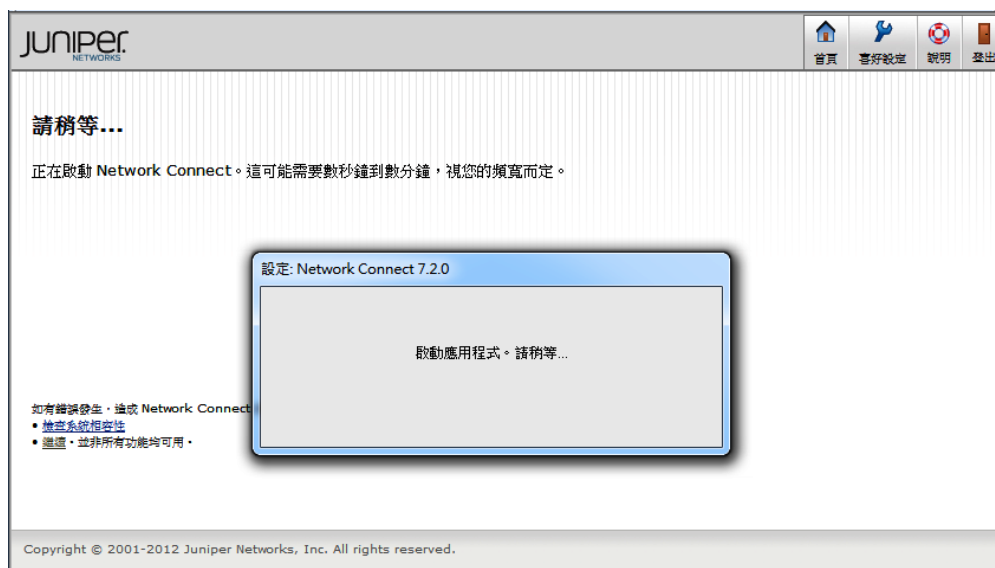 JUNIPER
NETWORKS
首頁 喜好設定 說明 登出
請稍等...
正在啟動 Network Connect。這可能需要數秒鐘到數分鐘，視您的頻寬而定。
設定: Network Connect 7.2.0
啟動應用程式。請稍等...
如有錯誤發生，造成 Network Connect
• 檢查系統相容性
• 繼續，並非所有功能均可用。
Copyright © 2001-2012 Juniper Networks, Inc. All rights reserved.